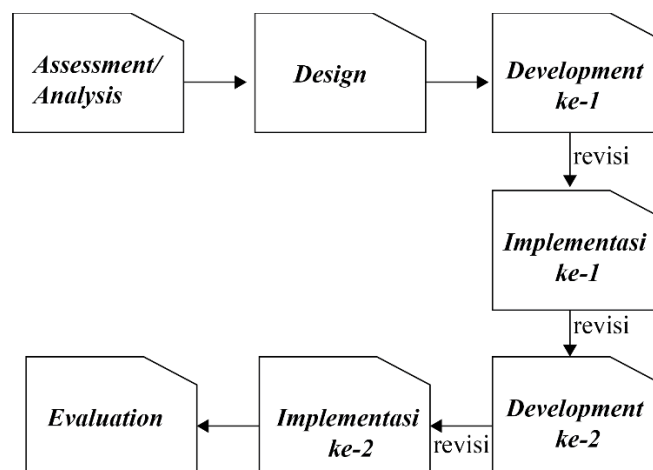 Assessment/
Analysis
Design
Development
ke-1
revisi
Implementasi
ke-1
revisi
Development
ke-2
revisi
Implementasi
ke-2
Evaluation